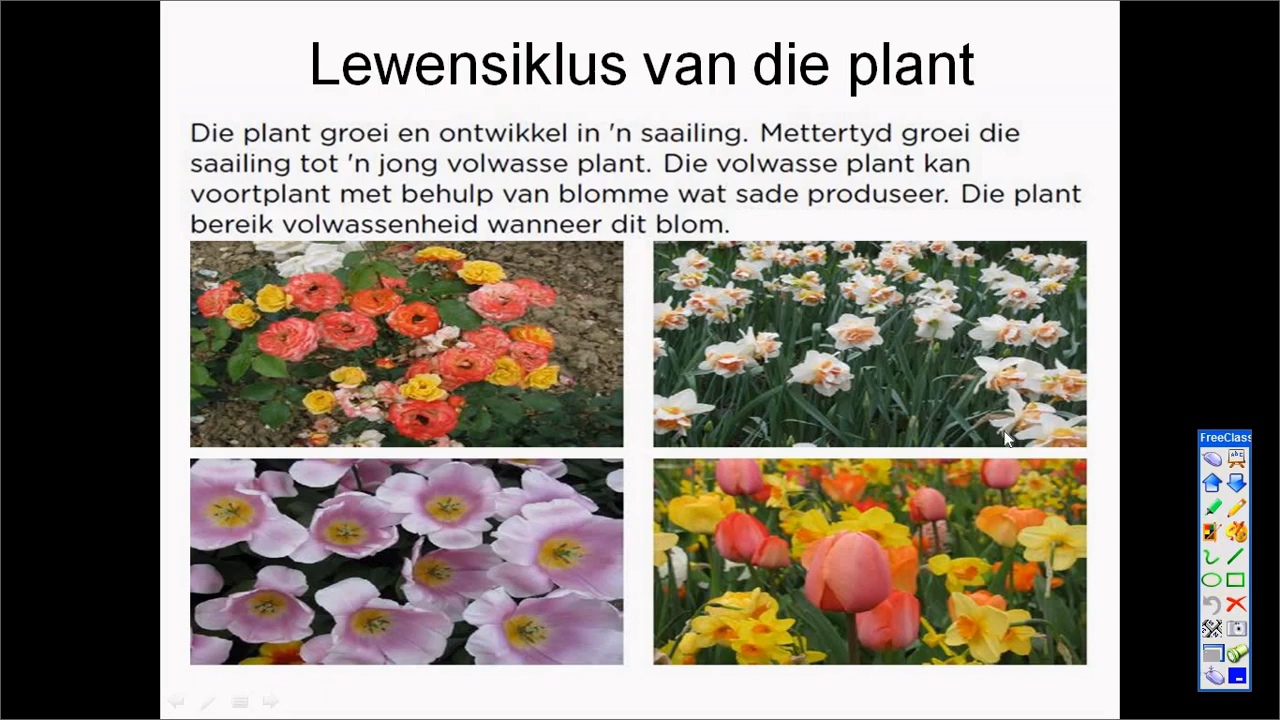 Lewensiklus van die plant
Die plant groei en ontwikkel in 'n saailing. Mettertyd groei die
saailing tot 'n jong volwasse plant. Die volwasse plant kan
voortplant met behulp van blomme wat sade produseer. Die plant
bereik volwassenheid wanneer dit blom.
FreeClass